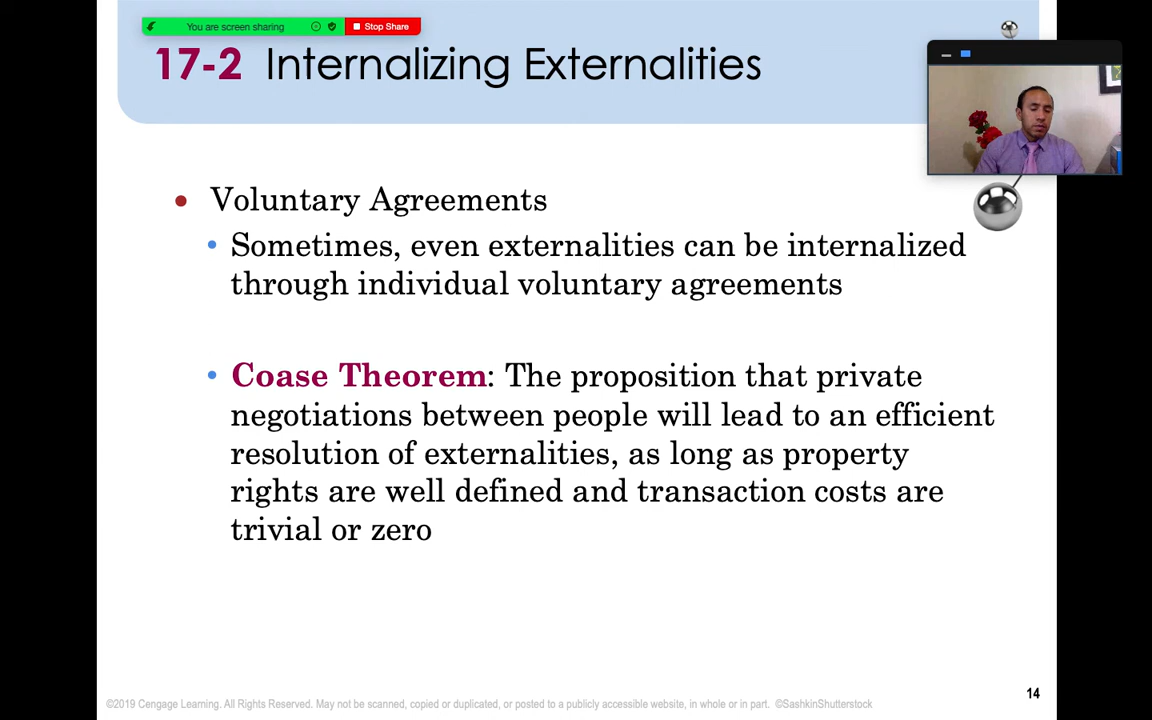 You are screen sharing
Stop Share
17-2 Internalizing Externalities
• Voluntary Agreements
• Sometimes, even externalities can be internalized
through individual voluntary agreements
• Coase Theorem: The proposition that private
negotiations between people will lead to an efficient
resolution of externalities, as long as property
rights are well defined and transaction costs are
trivial or zero
14
©2019 Cengage Learning. All Rights Reserved. May not be scanned, copied or duplicated, or posted to a publicly accessible website, in whole or in part. ©SashkinShutterstock